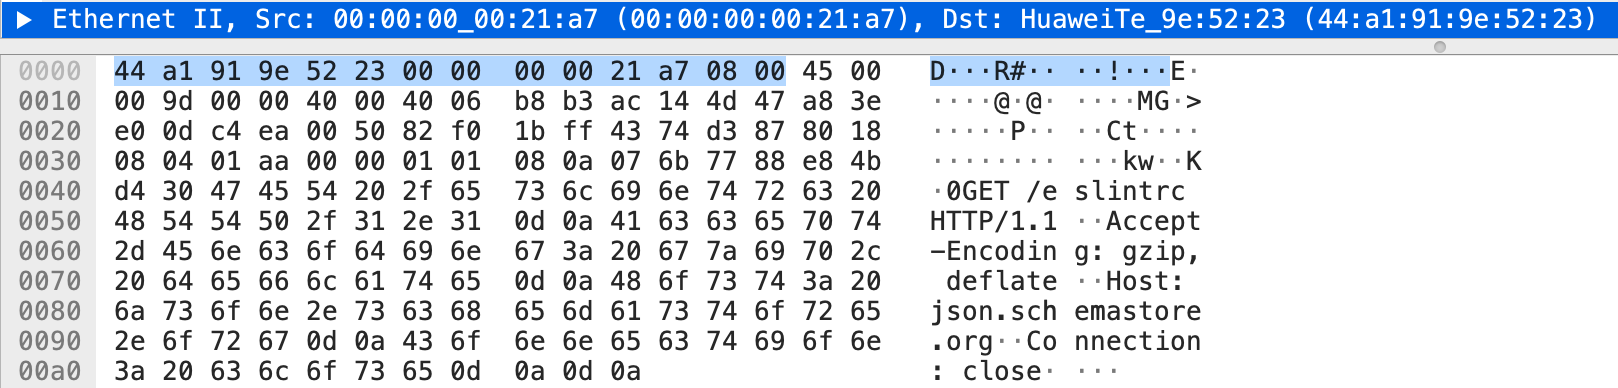 ▶ Ethernet II, Src: 00:00:00_00:21:a7 (00:00:00:00:21:a7), Dst: HuaweiTe_9e:52:23 (44:a1:91:9e:52:23)
0000 44 a1 91 9e 52 23 00 00 00 00 21 a7 08 00 45 00 D···R#·· ··!···E·
0010 00 9d 00 00 40 00 40 06 b8 b3 ac 14 4d 47 a8 3e ····@·@· ····MG·>
0020 e0 0d c4 ea 00 50 82 f0 1b ff 43 74 d3 87 80 18 ·····P·· ··Ct····
0030 08 04 01 aa 00 00 01 01 08 0a 07 6b 77 88 e8 4b ········ ···kw··K
0040 d4 30 47 45 54 20 2f 65 73 6c 69 6e 74 72 63 20 ·0GET /e slintrc
0050 48 54 54 50 2f 31 2e 31 0d 0a 41 63 63 65 70 74 HTTP/1.1 ··Accept
0060 2d 45 6e 63 6f 64 69 6e 67 3a 20 67 7a 69 70 2c -Encodin g: gzip,
0070 20 64 65 66 6c 61 74 65 0d 0a 48 6f 73 74 3a 20 deflate ··Host:
0080 6a 73 6f 6e 2e 73 63 68 65 6d 61 73 74 6f 72 65 json.sch emastore
0090 2e 6f 72 67 0d 0a 43 6f 6e 6e 65 63 74 69 6f 6e .org··Co nnection
00a0 3a 20 63 6c 6f 73 65 0d 0a 0d 0a : close· ···